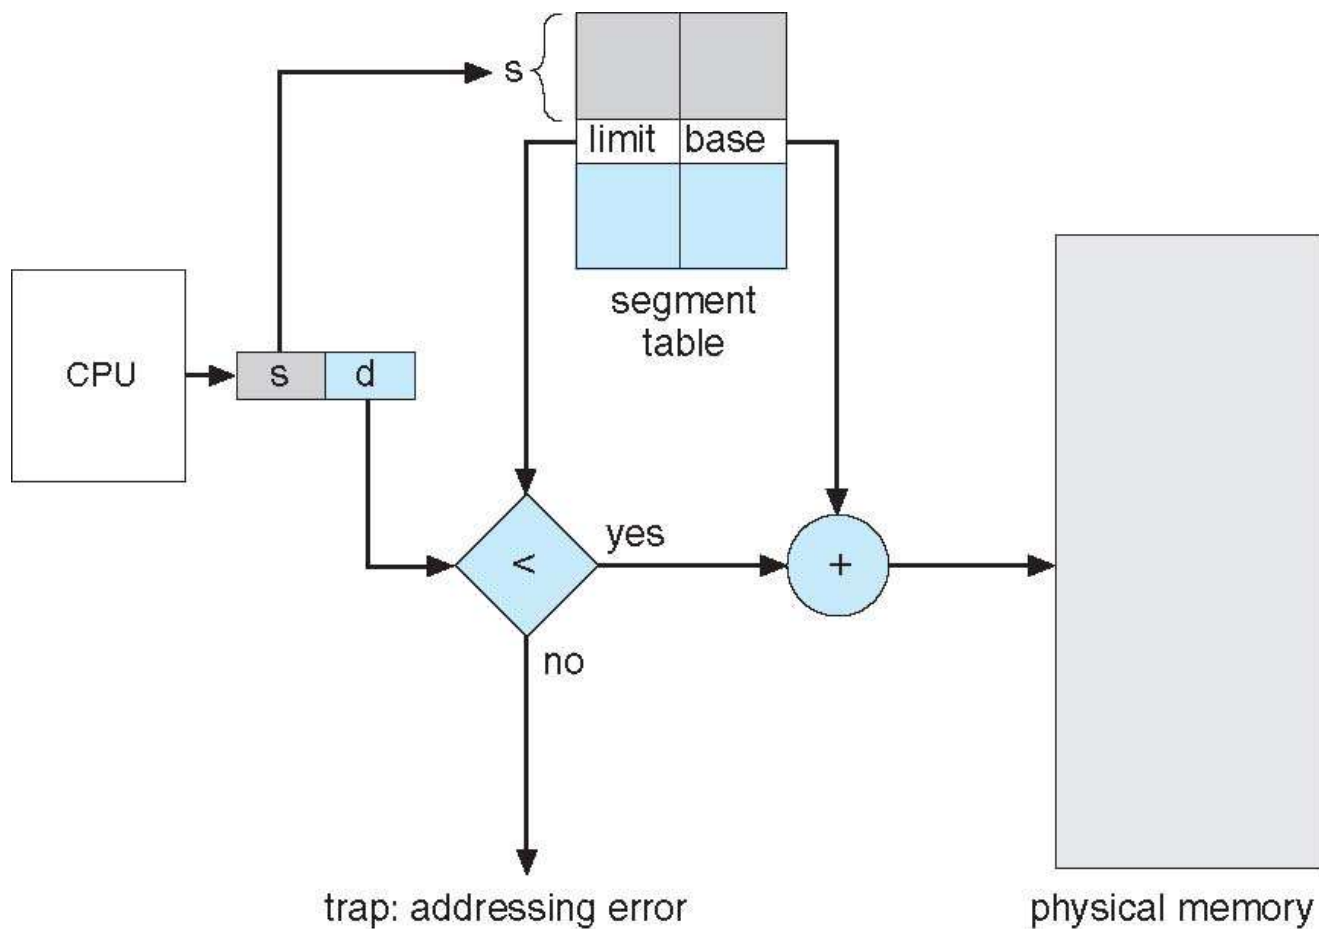 s
limit base
segment
table
CPU
s d
yes
<
+
no
trap: addressing error
physical memory